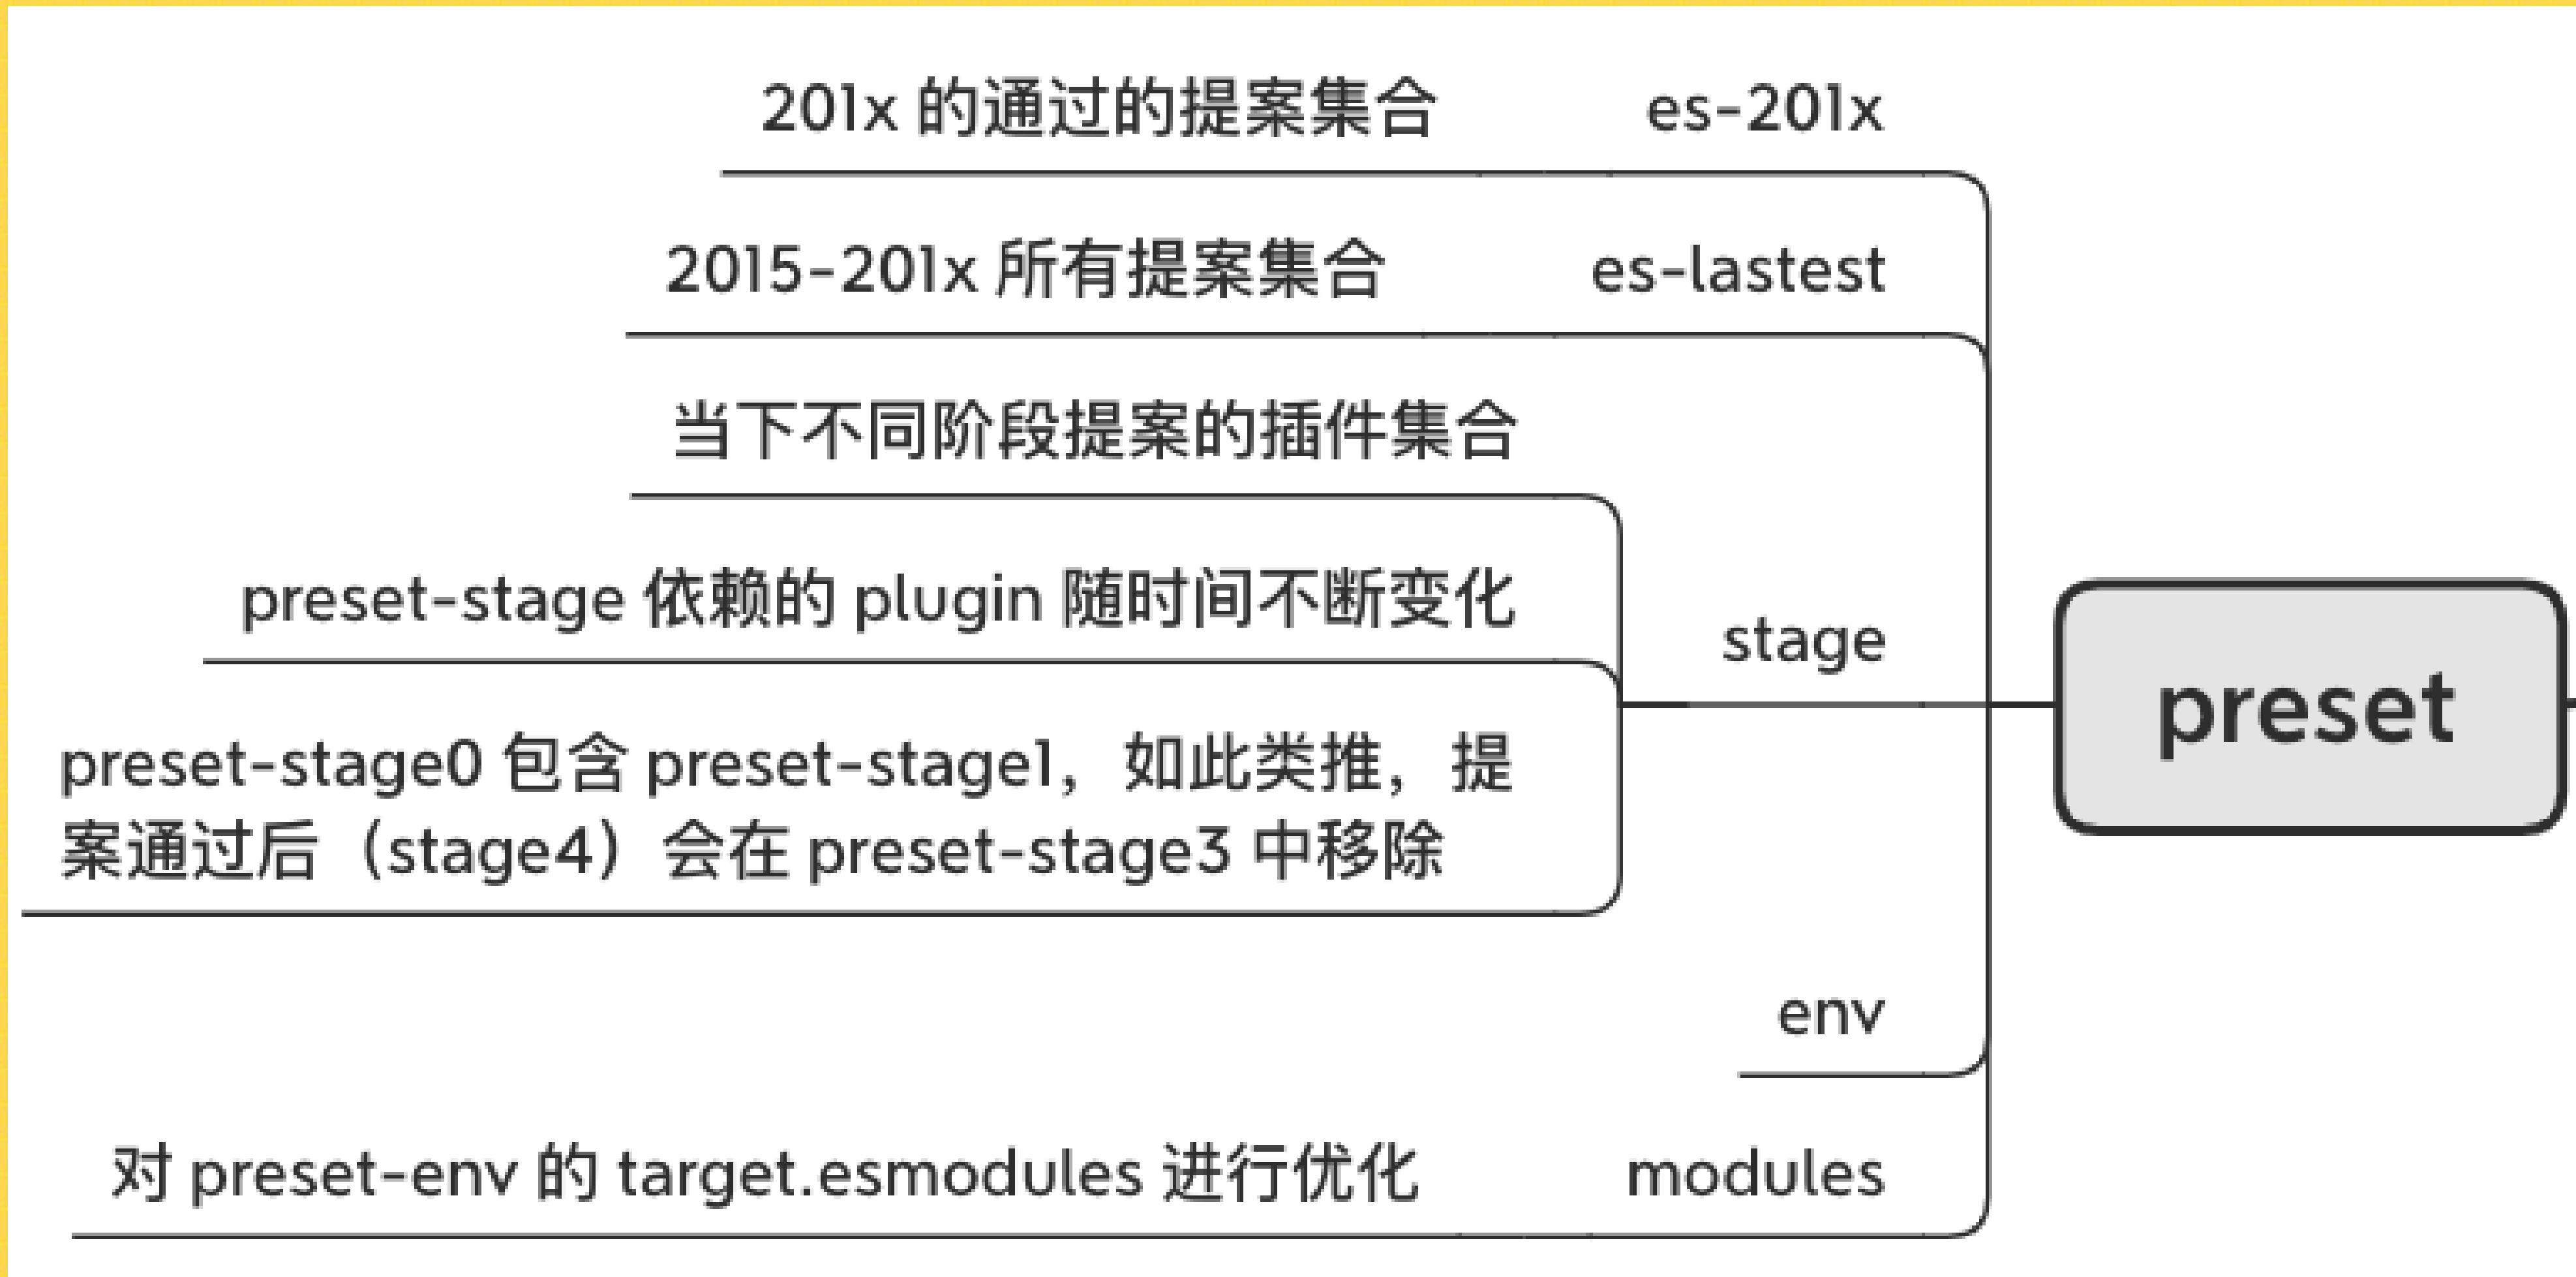 201x 的通过的提案集合 es-201x
2015-201x 所有提案集合 es-lastest
当下不同阶段提案的插件集合
preset-stage 依赖的 plugin 随时间不断变化
stage
preset
preset-stage0 包含 preset-stage1，如此类推，提
案通过后（stage4）会在 preset-stage3 中移除
env
对 preset-env 的 target.esmodules 进行优化 modules